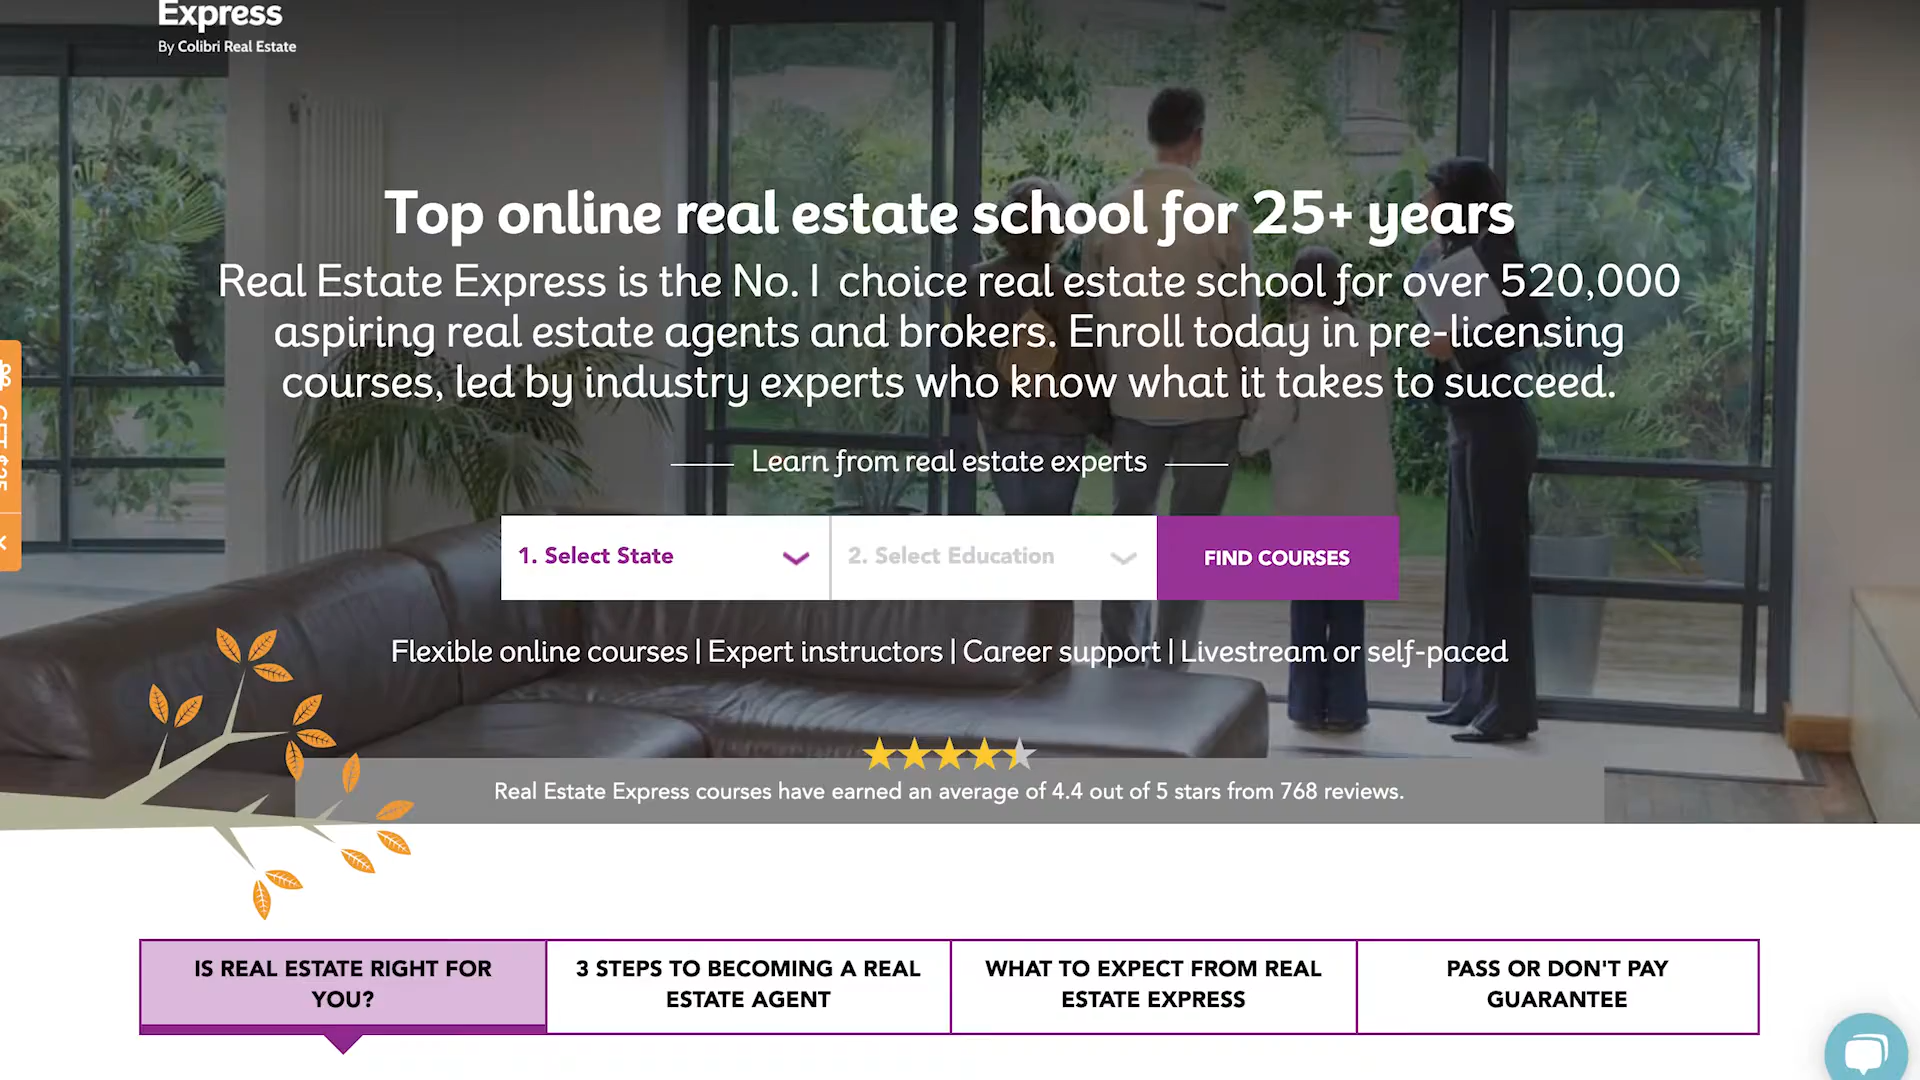 Express
By Colibri Real Estate
Top online real estate school for 25+ years
Real Estate Express is the No. 1 choice real estate school for over 520,000
aspiring real estate agents and brokers. Enroll today in pre-licensing
courses, led by industry experts who know what it takes to succeed.
Learn from real estate experts
1. Select State
2. Select Education
FIND COURSES
Flexible online courses | Expert instructors | Career support | Livestream or self-paced
Real Estate Express courses have earned an average of 4.4 out of 5 stars from 768 reviews.
IS REAL ESTATE RIGHT FOR
YOU?
3 STEPS TO BECOMING A REAL
ESTATE AGENT
WHAT TO EXPECT FROM REAL
ESTATE EXPRESS
PASS OR DON'T PAY
GUARANTEE